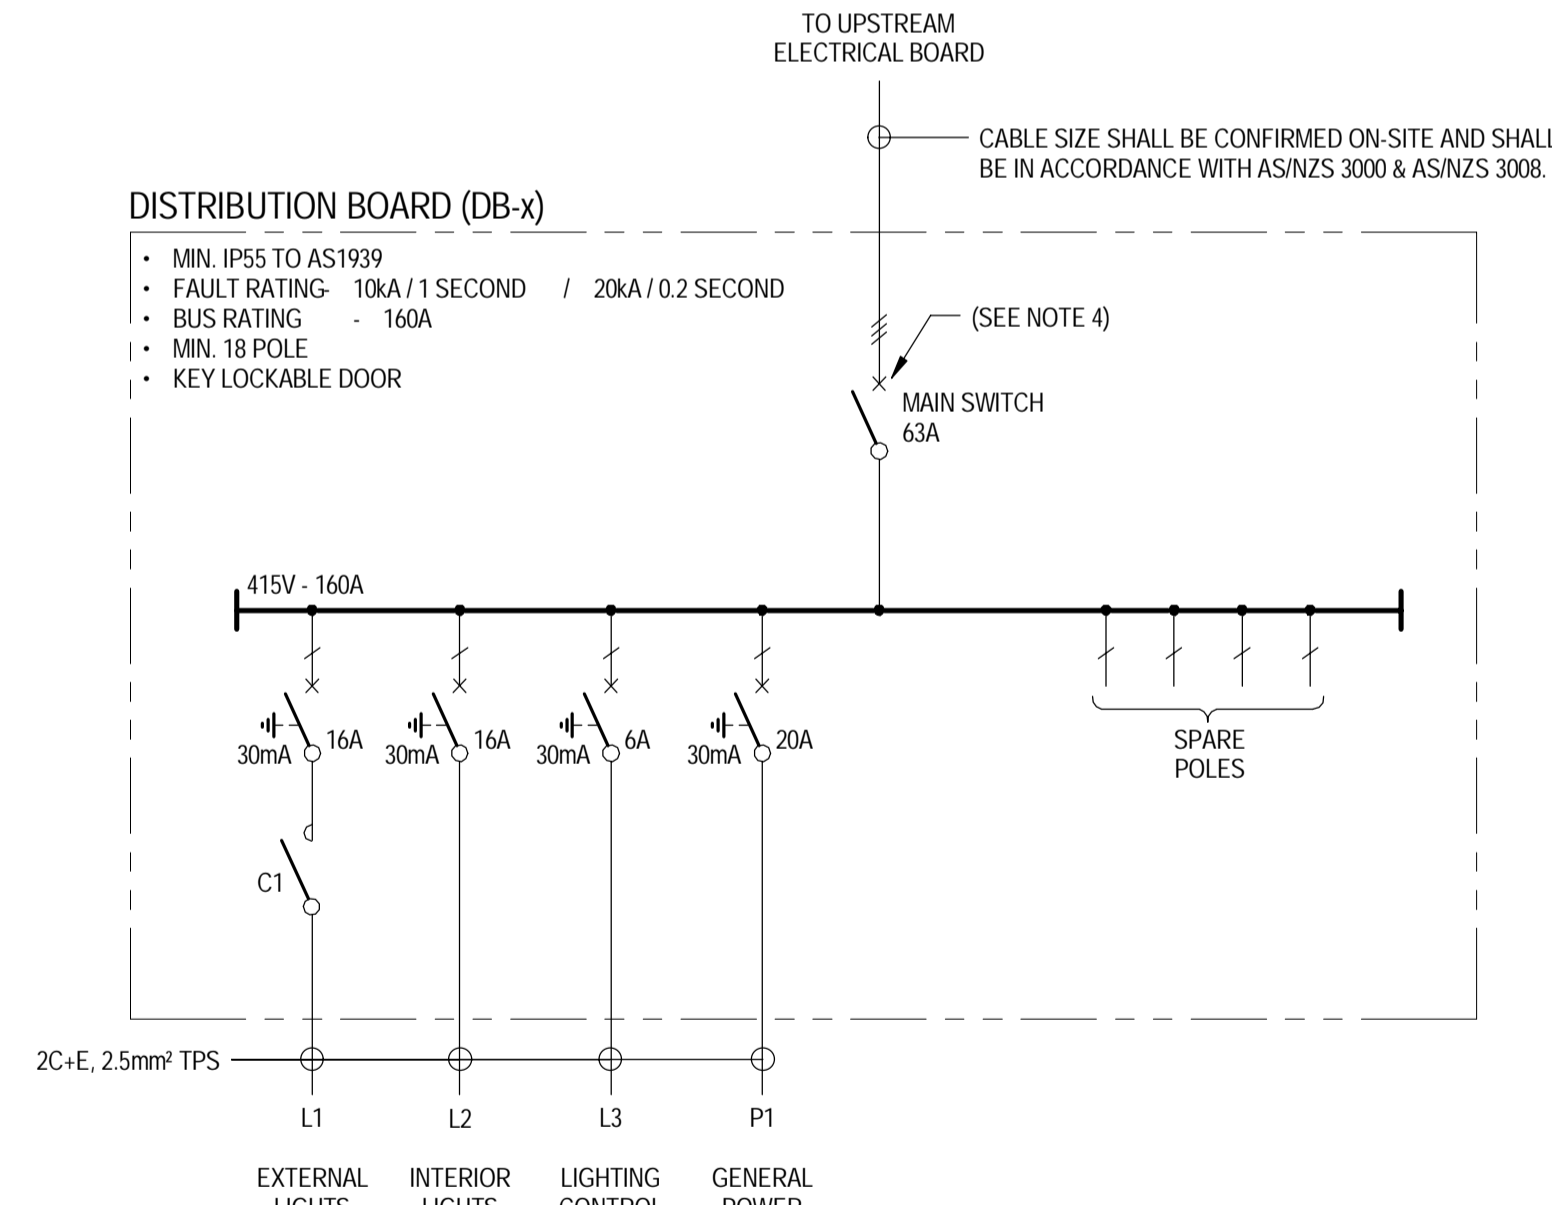 TO UPSTREAM
ELECTRICAL BOARD
CABLE SIZE SHALL BE CONFIRMED ON-SITE AND SHALL
BE IN ACCORDANCE WITH AS/NZS 3000 & AS/NZS 3008.
DISTRIBUTION BOARD (DB-x)
• MIN. IP55 TO AS1939
• FAULT RATING- 10kA / 1 SECOND / 20kA / 0.2 SECOND
• BUS RATING - 160A
• MIN. 18 POLE
• KEY LOCKABLE DOOR
(SEE NOTE 4)
MAIN SWITCH
63A
415V - 160A
30mA 16A 30mA 16A 30mA 6A 30mA 20A
SPARE
POLES
C1
2C+E, 2.5mm² TPS
L1 L2 L3 P1
EXTERNAL INTERIOR LIGHTING GENERAL
LIGHTS LIGHTS CONTROL POWER